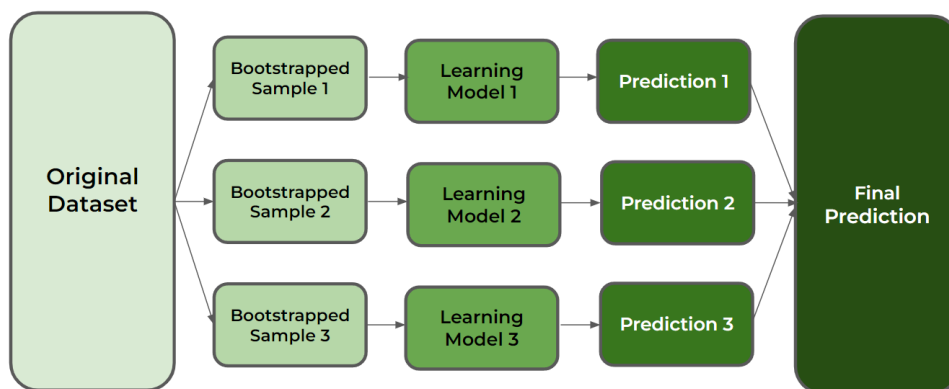 Original
Dataset
Bootstrapped
Sample 1
Learning
Model 1
Prediction 1
Bootstrapped
Sample 2
Learning
Model 2
Prediction 2
Bootstrapped
Sample 3
Learning
Model 3
Prediction 3
Final
Prediction